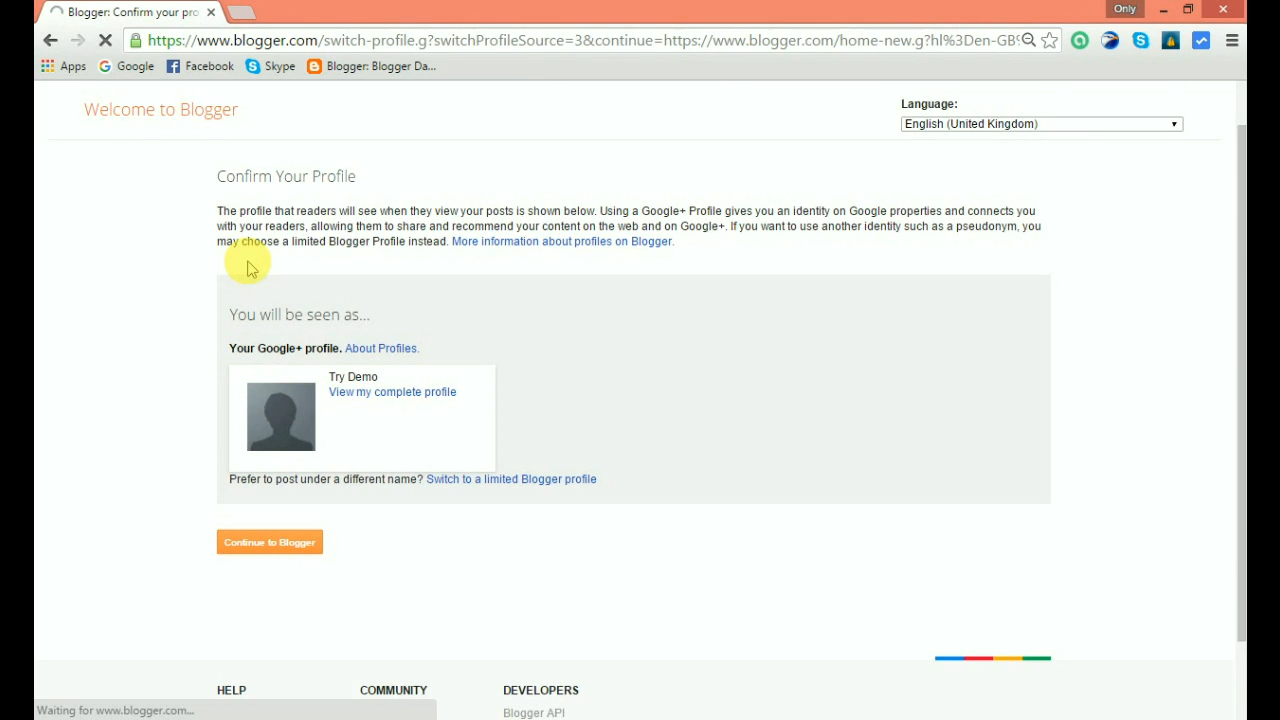 Blogger: Confirm your pro
Only
https://www.blogger.com/switch-profile.g?switchProfileSource=3&continue=https://www.blogger.com/home-new.g?hl%3Den-GB
Apps Google Facebook Skype Blogger: Blogger Da...
Welcome to Blogger
Language:
English (United Kingdom)
Confirm Your Profile
The profile that readers will see when they view your posts is shown below. Using a Google+ Profile gives you an identity on Google properties and connects you
with your readers, allowing them to share and recommend your content on the web and on Google+. If you want to use another identity such as a pseudonym, you
may choose a limited Blogger Profile instead. More information about profiles on Blogger.
You will be seen as...
Your Google+ profile. About Profiles.
Try Demo
View my complete profile
Prefer to post under a different name? Switch to a limited Blogger profile
Continue to Blogger
HELP COMMUNITY DEVELOPERS
Waiting for www.blogger.com...
Blogger API